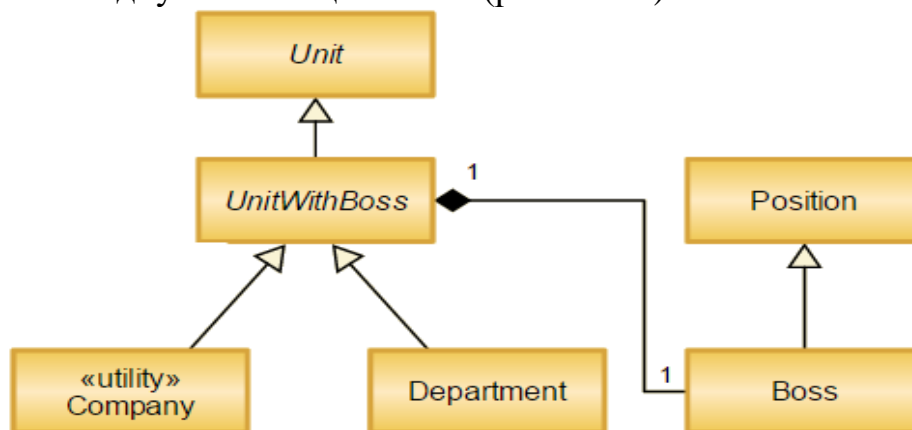 Unit
UnitWithBoss
1
Position
«utility»
Company
Department
1
Boss